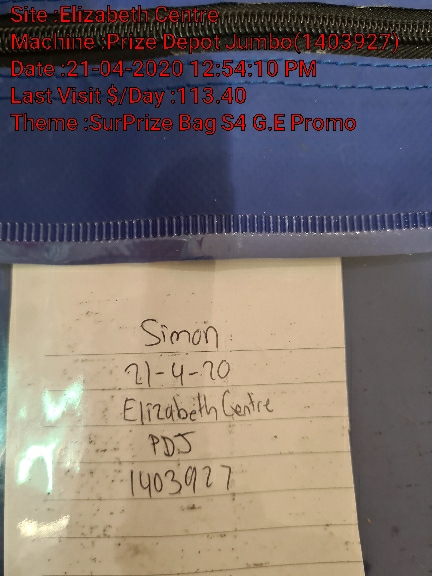 Site :Elizabeth Centre
Machine :Prize Depot Jumbo(1403927)
Date :21-04-2020 12:54:10 PM
Last Visit $/Day :113.40
Theme :SurPrize Bag S4 G.E Promo
Simon
21-4-20
Elizabeth Centre
PDJ
1403927